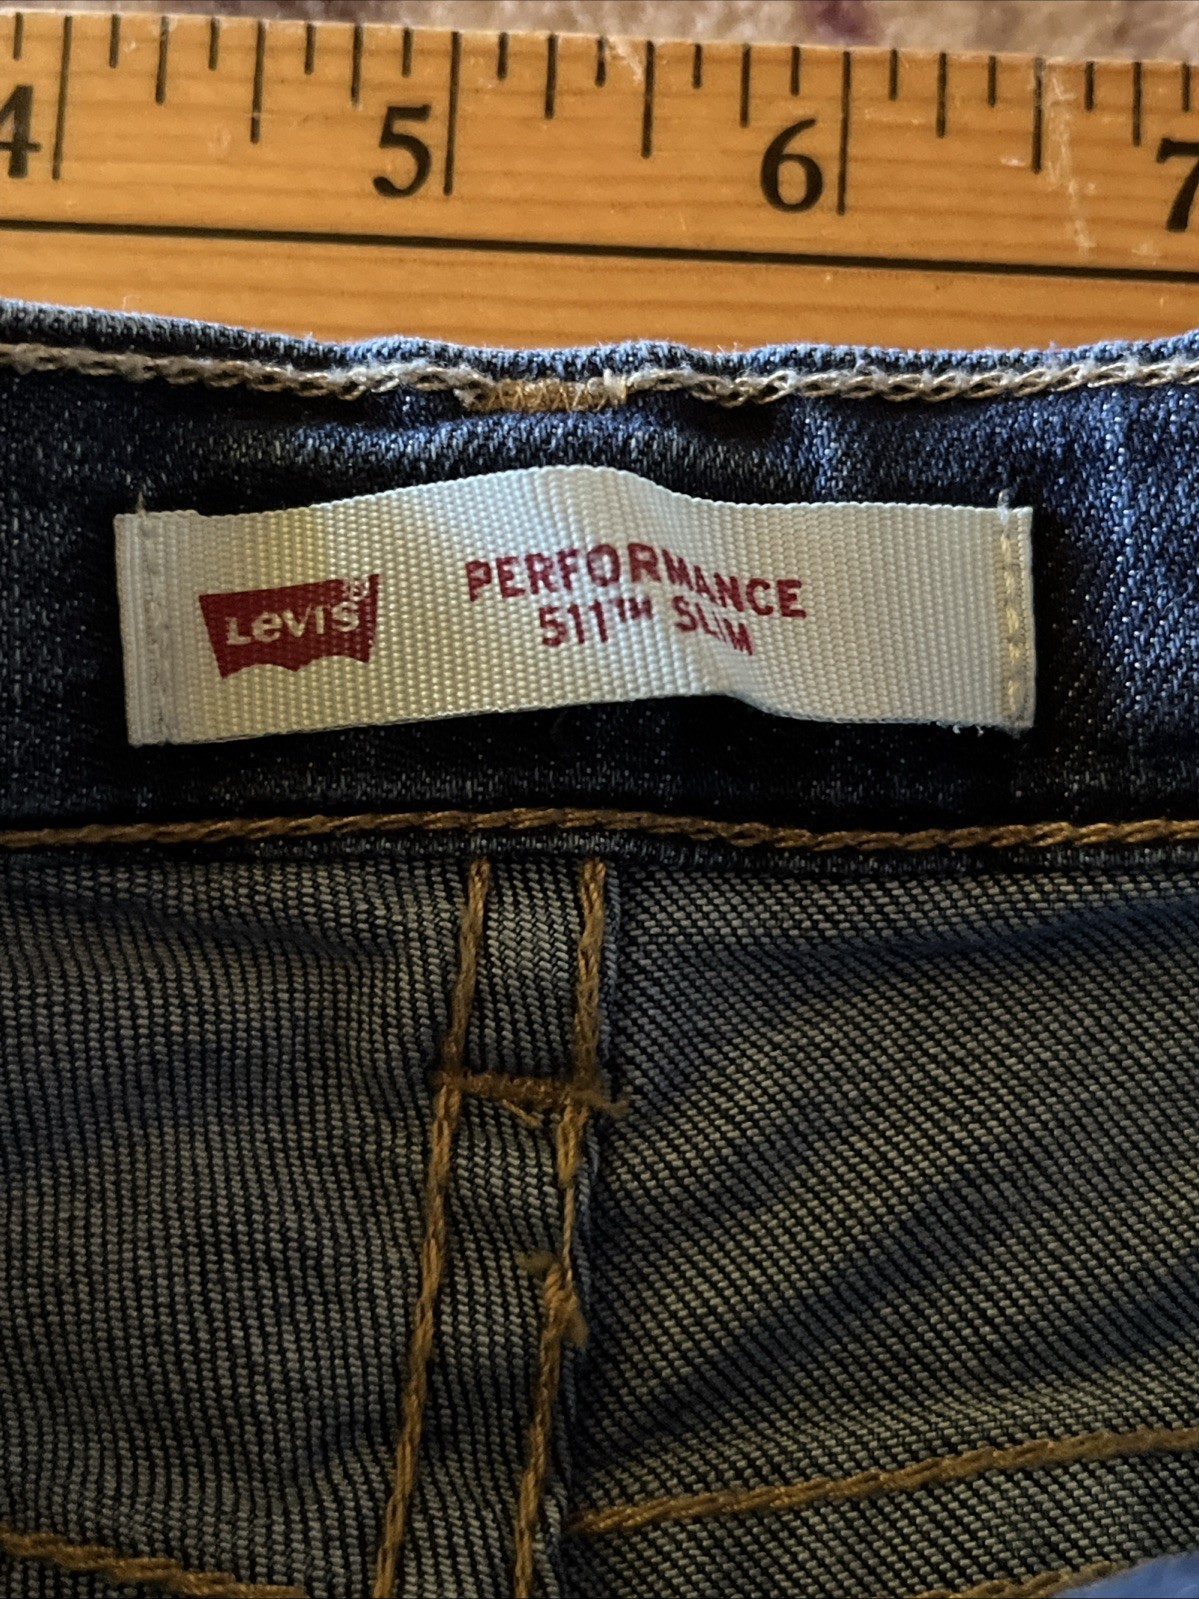 4 5 6 7
Levi's®
PERFORMANCE
511™ SLIM